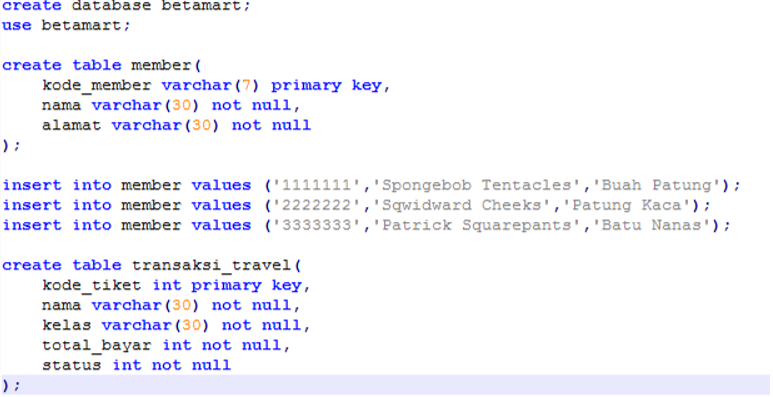 create database betamart;
use betamart;
create table member(
kode_member varchar(7) primary key,
nama varchar(30) not null,
alamat varchar(30) not null
);
insert into member values ('1111111','Spongebob Tentacles','Buah Patung');
insert into member values ('2222222','Sqwidward Cheeks','Patung Kaca');
insert into member values ('3333333','Patrick Squarepants','Batu Nanas');
create table transaksi_travel(
kode_tiket int primary key,
nama varchar(30) not null,
kelas varchar(30) not null,
total_bayar int not null,
status int not null
);